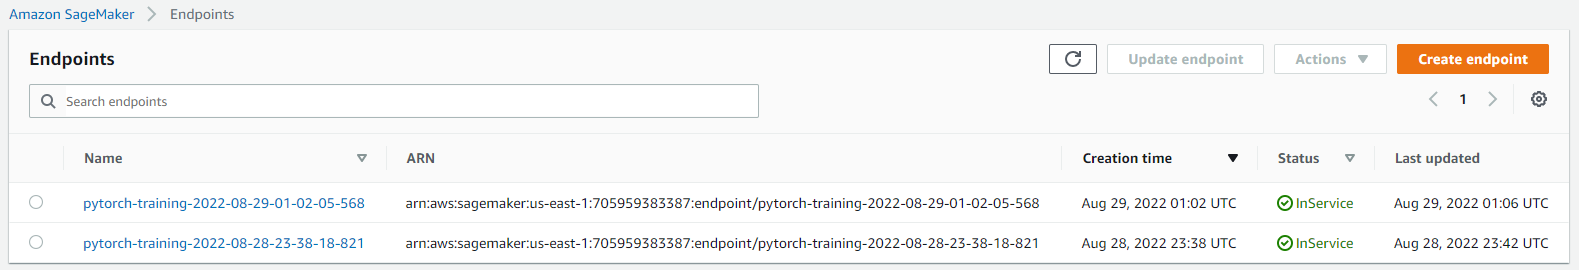 Amazon SageMaker > Endpoints
Endpoints
Update endpoint Actions Create endpoint
Search endpoints
1
Name ARN Creation time Status Last updated
pytorch-training-2022-08-29-01-02-05-568 arn:aws:sagemaker:us-east-1:705959383387:endpoint/pytorch-training-2022-08-29-01-02-05-568 Aug 29, 2022 01:02 UTC InService Aug 29, 2022 01:06 UTC
pytorch-training-2022-08-28-23-38-18-821 arn:aws:sagemaker:us-east-1:705959383387:endpoint/pytorch-training-2022-08-28-23-38-18-821 Aug 28, 2022 23:38 UTC InService Aug 28, 2022 23:42 UTC